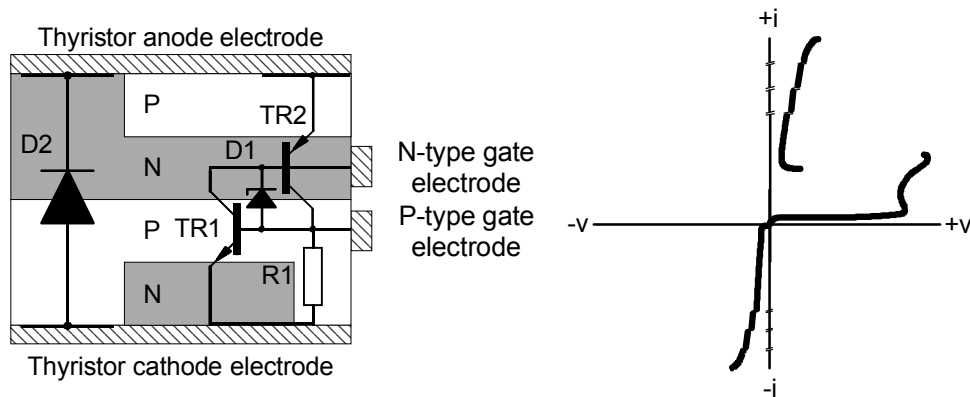 Thyristor anode electrode
P
TR2
D2
N
D1
N-type gate
electrode
P
TR1
P-type gate
electrode
N
R1
Thyristor cathode electrode
+i
-v
+v
-i